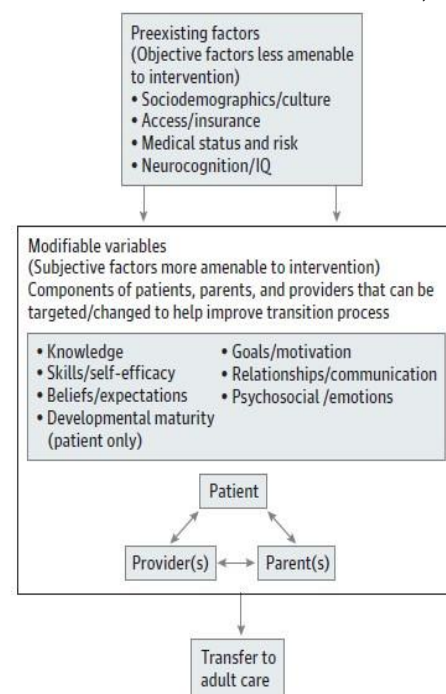 Preexisting factors
(Objective factors less amenable
to intervention)
• Sociodemographics/culture
• Access/insurance
• Medical status and risk
• Neurocognition/IQ
Modifiable variables
(Subjective factors more amenable to intervention)
Components of patients, parents, and providers that can be
targeted/changed to help improve transition process
• Knowledge
• Skills/self-efficacy
• Beliefs/expectations
• Developmental maturity
(patient only)
• Goals/motivation
• Relationships/communication
• Psychosocial /emotions
Patient
Provider(s)
Parent(s)
Transfer to
adult care